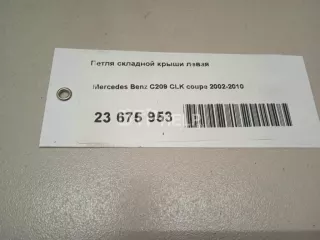 Петля складной крыши левая
Mercedes Benz C209 CLK coupe 2002-2010
23 675 953